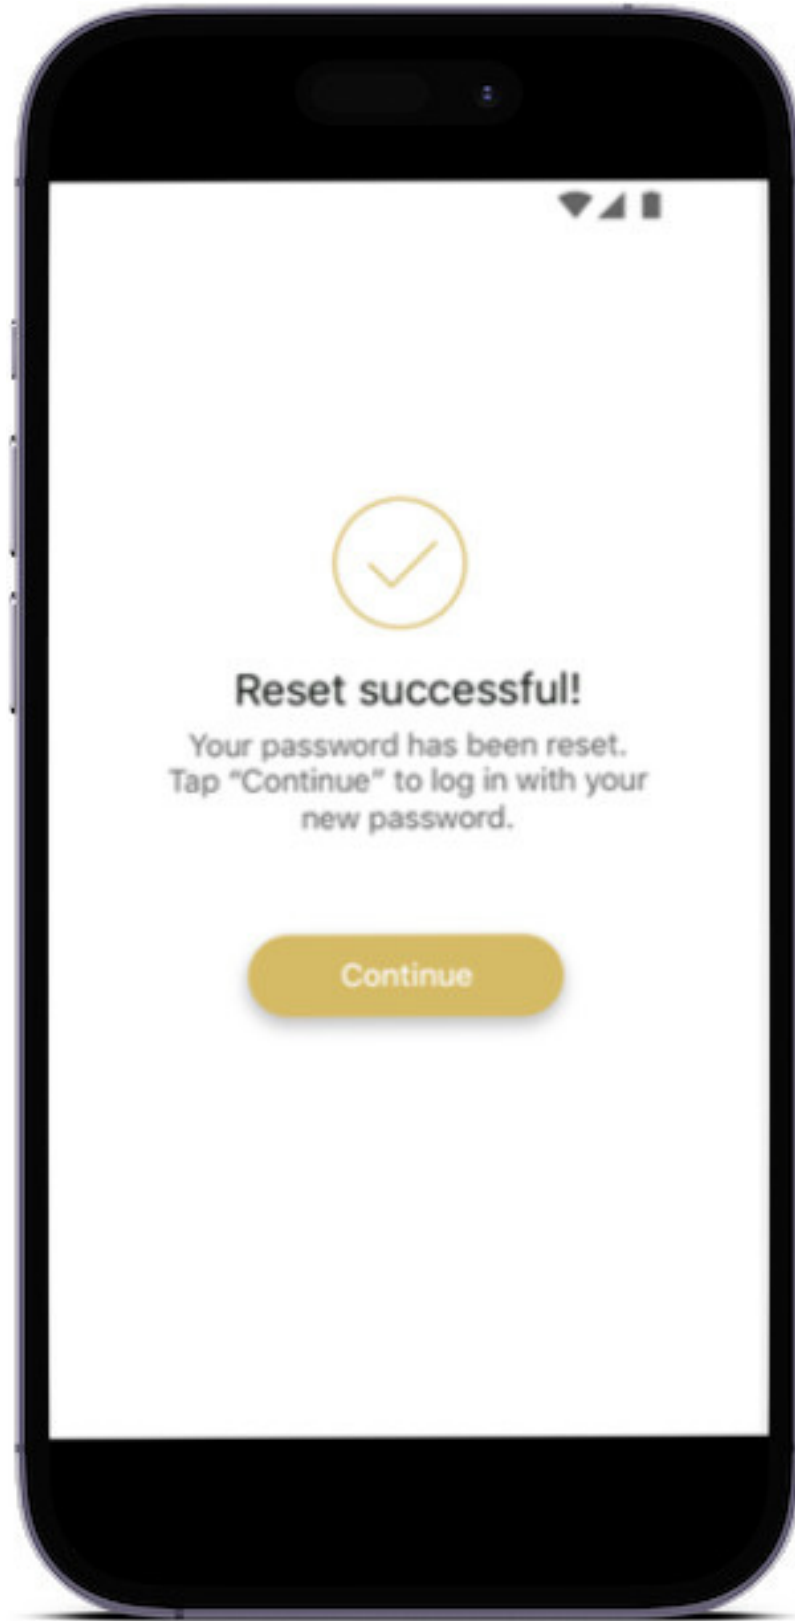 Reset successful!
Your password has been reset.
Tap “Continue” to log in with your
new password.
Continue